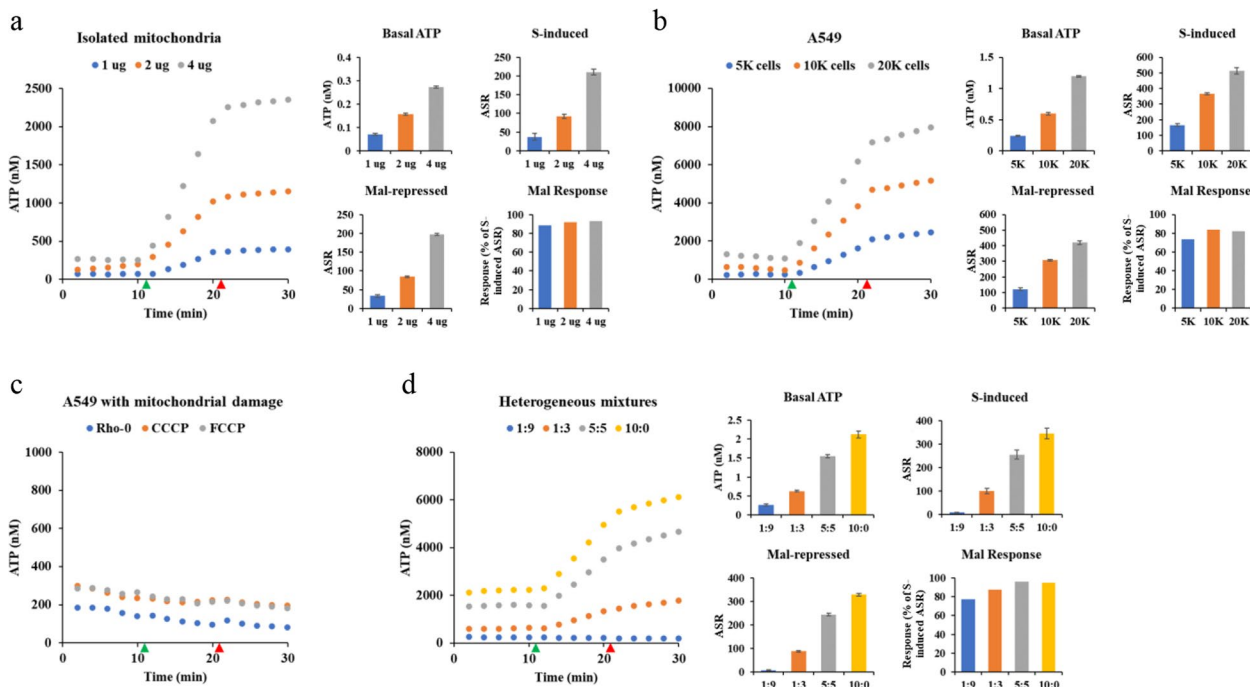 a
Isolated mitochondria
1 ug 2 ug 4 ug
ATP (nM)
2500
2000
1500
1000
500
0
0 10 20 30
Time (min)
Basal ATP
ATP (uM)
0.4
0.3
0.2
0.1
0
1 ug 2 ug 4 ug
S-induced
ASR
250
200
150
100
50
0
1 ug 2 ug 4 ug
Mal-repressed
ASR
250
200
150
100
50
0
1 ug 2 ug 4 ug
Mal Response
Response (% of S-
induced ASR)
100
80
60
40
20
0
1 ug 2 ug 4 ug
b
A549
5K cells 10K cells 20K cells
ATP (nM)
10000
8000
6000
4000
2000
0
0 10 20 30
Time (min)
Basal ATP
ATP (uM)
1.5
1
0.5
0
5K 10K 20K
S-induced
ASR
600
500
400
300
200
100
0
5K 10K 20K
Mal-repressed
ASR
600
500
400
300
200
100
0
5K 10K 20K
Mal Response
Response (% of S-
induced ASR)
100
80
60
40
20
0
5K 10K 20K
c
A549 with mitochondrial damage
Rho-0 CCCP FCCP
ATP (nM)
1000
800
600
400
200
0
0 10 20 30
Time (min)
d
Heterogeneous mixtures
1:9 1:3 5:5 10:0
ATP (nM)
8000
6000
4000
2000
0
0 10 20 30
Time (min)
Basal ATP
ATP (uM)
2.5
2
1.5
1
0.5
0
1:9 1:3 5:5 10:0
S-induced
ASR
400
300
200
100
0
1:9 1:3 5:5 10:0
Mal-repressed
ASR
400
300
200
100
0
1:9 1:3 5:5 10:0
Mal Response
Response (% of S-
induced ASR)
100
80
60
40
20
0
1:9 1:3 5:5 10:0